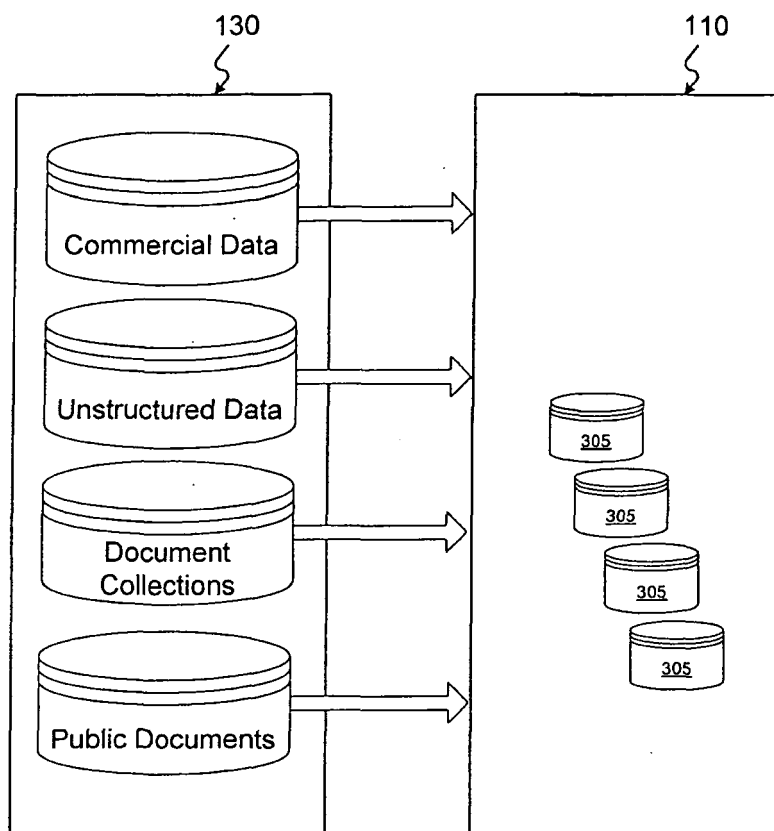 130
110
Commercial Data
Unstructured Data
Document
Collections
Public Documents
305
305
305
305